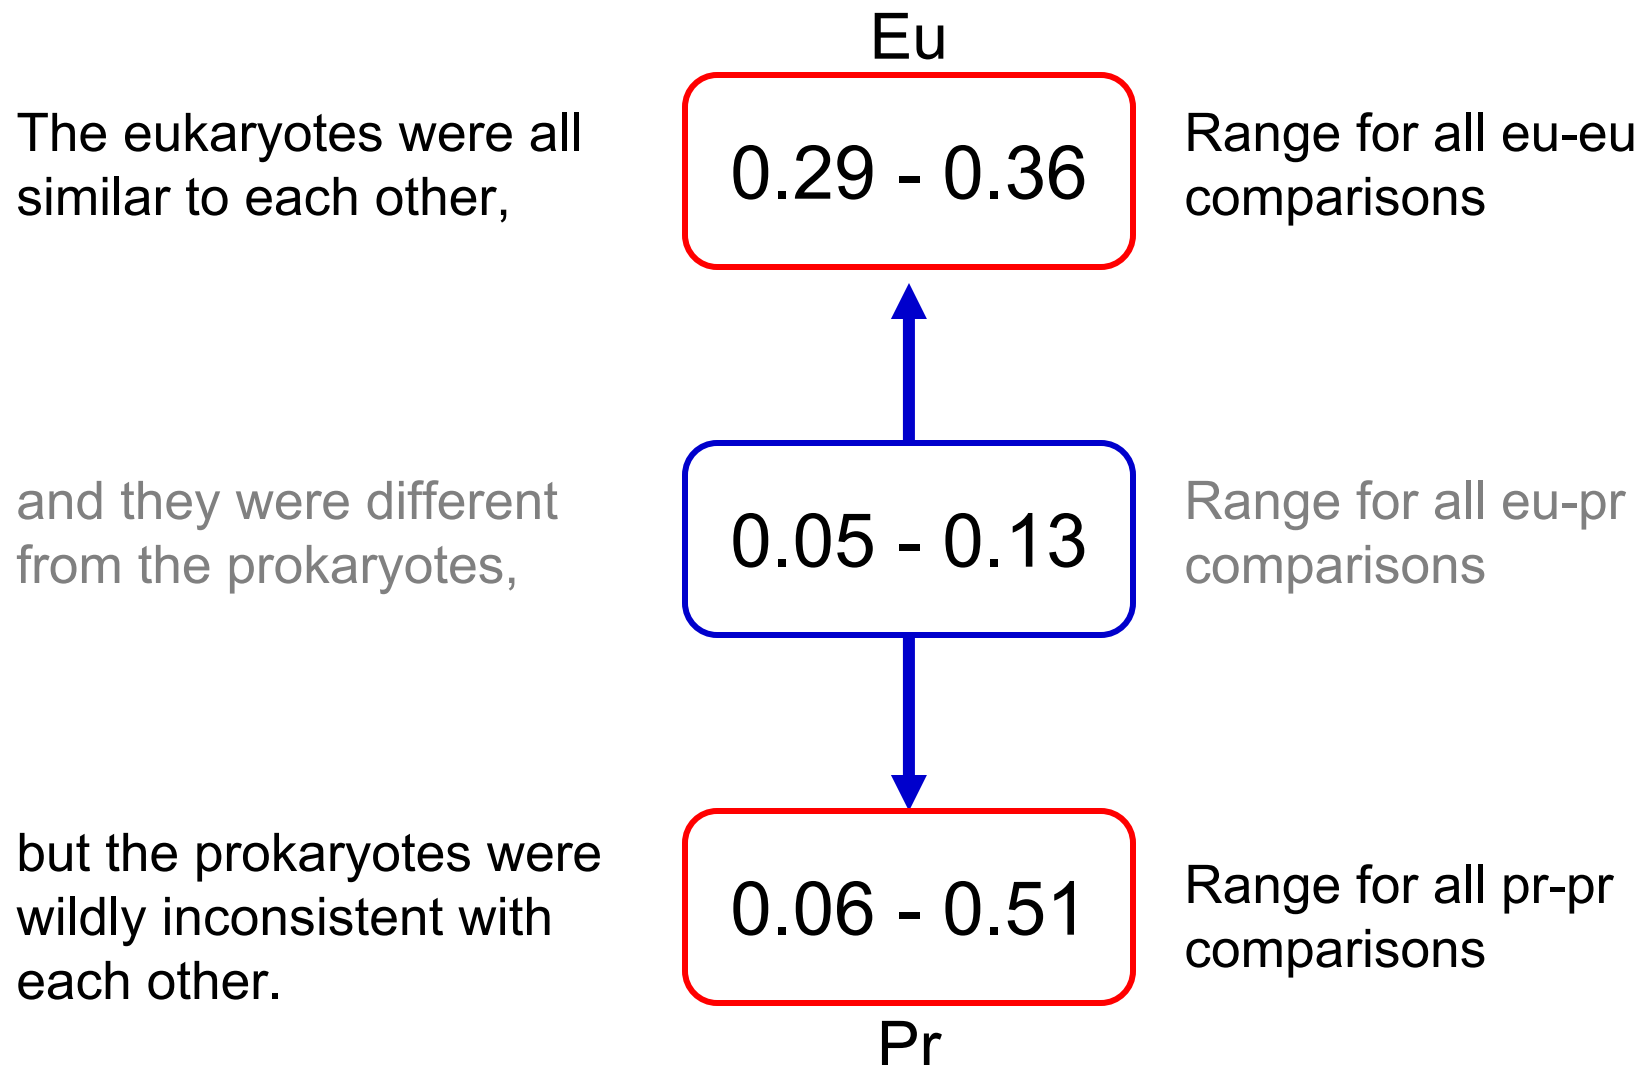 Eu
The eukaryotes were all
similar to each other,
0.29 - 0.36
Range for all eu-eu
comparisons
and they were different
from the prokaryotes,
0.05 - 0.13
Range for all eu-pr
comparisons
but the prokaryotes were
wildly inconsistent with
each other.
0.06 - 0.51
Range for all pr-pr
comparisons
Pr